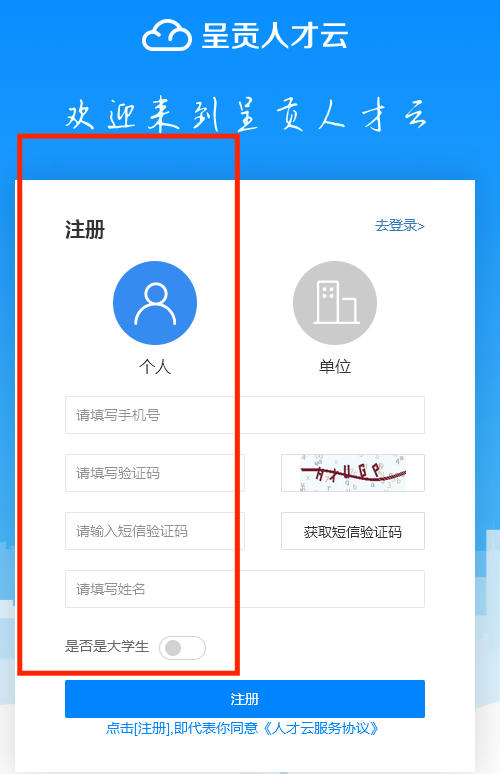 呈贡人才云
欢迎来到呈贡人才云
注册
去登录>
个人
单位
请填写手机号
请填写验证码
请输入短信验证码
获取短信验证码
请填写姓名
是否是大学生
注册
点击[注册],即代表你同意《人才云服务协议》